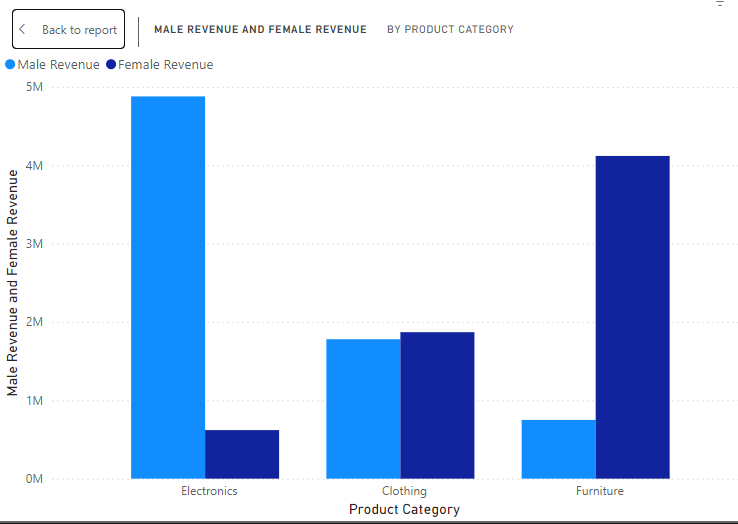 Back to report
MALE REVENUE AND FEMALE REVENUE BY PRODUCT CATEGORY
Male Revenue Female Revenue
Male Revenue and Female Revenue
5M
4M
3M
2M
1M
0M
Electronics Clothing Furniture
Product Category